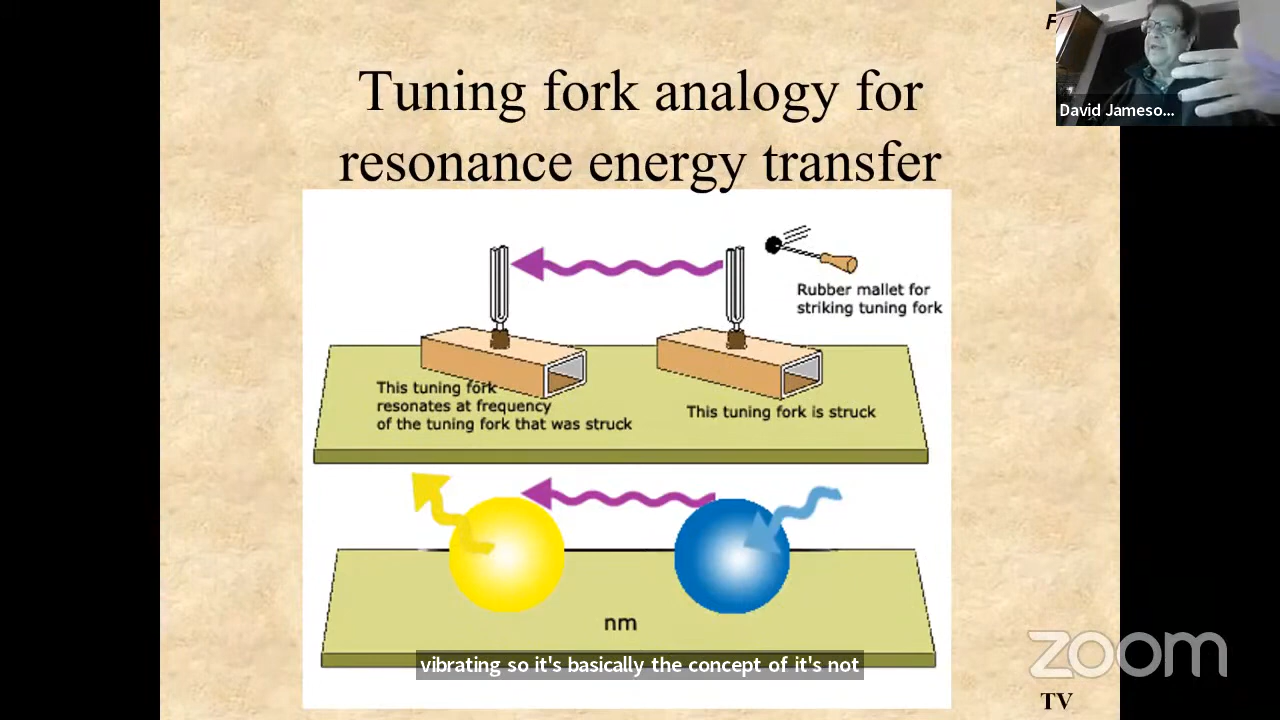 F
David Jameso...
Tuning fork analogy for
resonance energy transfer
Rubber mallet for
striking tuning fork
This tuning fork
resonates at frequency
of the tuning fork that was struck
This tuning fork is struck
nm
vibrating so it's basically the concept of it's not
zoom
TV